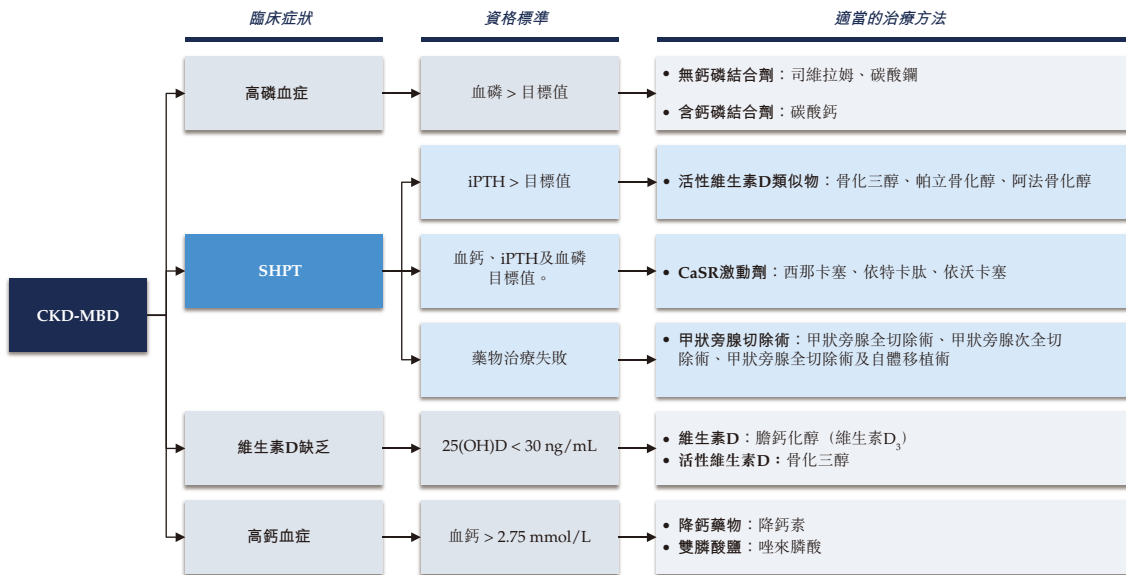 臨床症狀
資格標準
適當的治療方法
CKD-MBD
高磷血症
血磷 > 目標值
• 無鈣磷結合劑：司維拉姆、碳酸鑭
• 含鈣磷結合劑：碳酸鈣
SHPT
iPTH > 目標值
• 活性維生素D類似物：骨化三醇、帕立骨化醇、阿法骨化醇
血鈣、iPTH及血磷
目標值。
• CaSR激動劑：西那卡塞、依特卡肽、依沃卡塞
藥物治療失敗
• 甲狀旁腺切除術：甲狀旁腺全切除術、甲狀旁腺次全切
除術、甲狀旁腺全切除術及自體移植術
維生素D缺乏
25(OH)D < 30 ng/mL
• 維生素D：膽鈣化醇（維生素D₃）
• 活性維生素D：骨化三醇
高鈣血症
血鈣 > 2.75 mmol/L
• 降鈣藥物：降鈣素
• 雙膦酸鹽：唑來膦酸